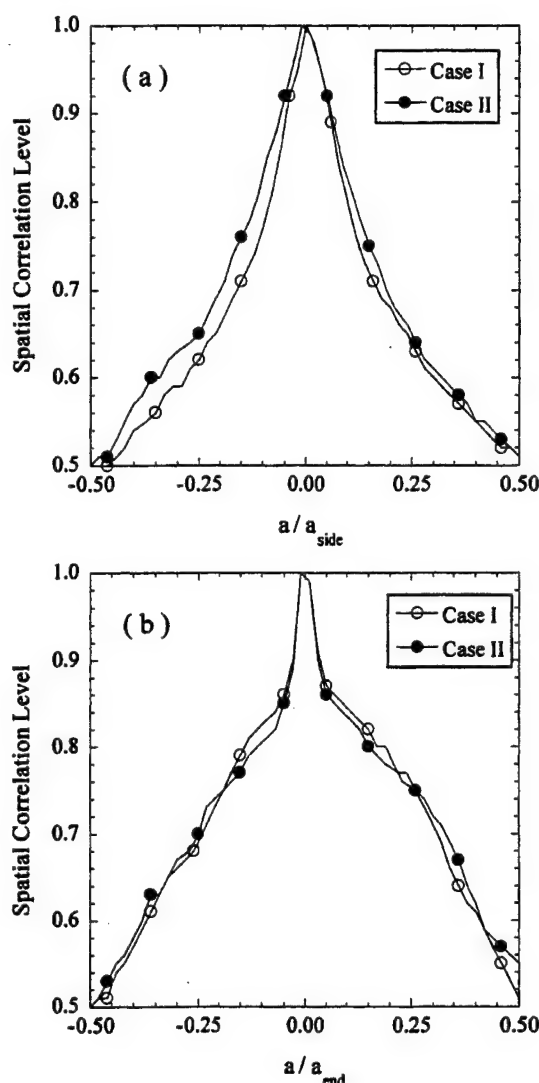 1.0
( a )
Case I
Case II
0.9
0.8
0.7
0.6
0.5
Spatial Correlation Level
-0.50 -0.25 0.00 0.25 0.50
a / a_side
1.0
( b )
Case I
Case II
0.9
0.8
0.7
0.6
0.5
Spatial Correlation Level
-0.50 -0.25 0.00 0.25 0.50
a / a_end